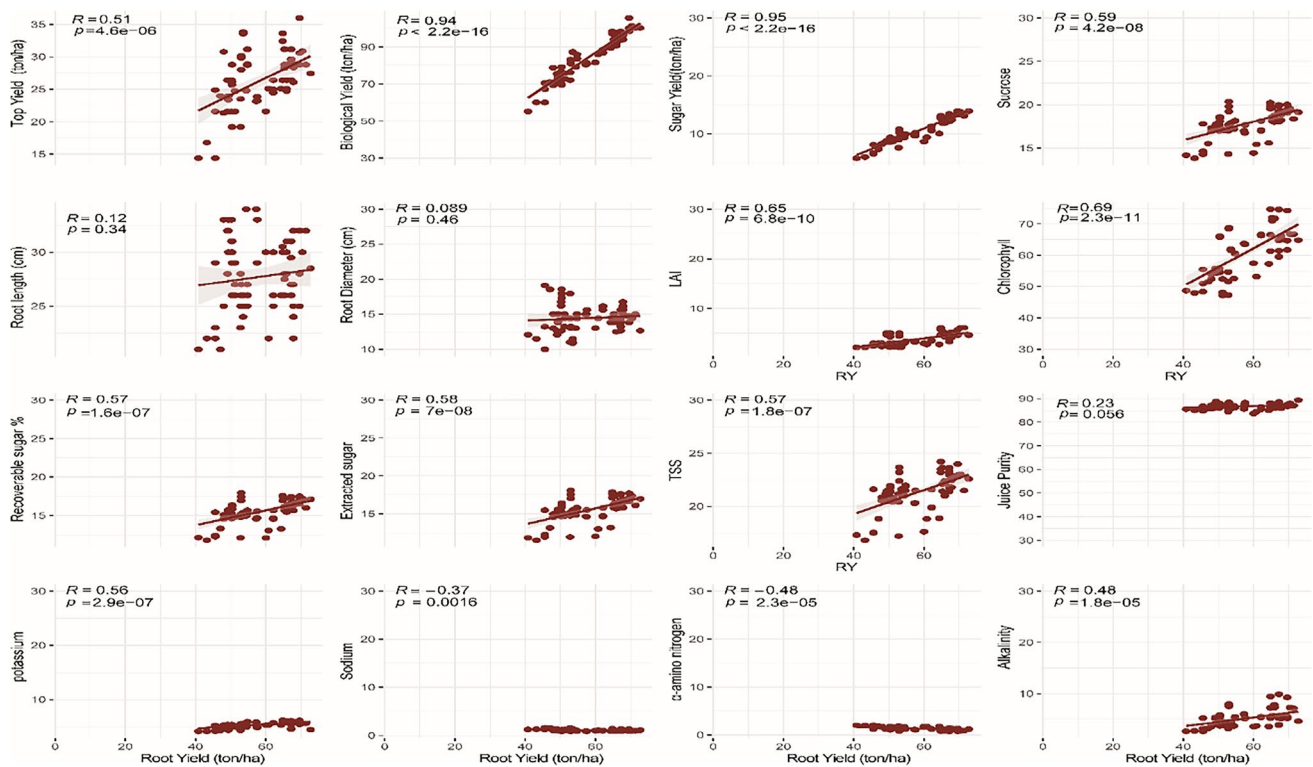 R = 0.51
p =4.6e−06
35
30
25
20
15
Top Yield (ton/ha)
R = 0.94
p < 2.2e−16
90
70
50
30
Biological Yield (ton/ha)
R = 0.95
p < 2.2e−16
30
20
10
Sugar Yield(ton/ha)
R = 0.59
p = 4.2e−08
30
25
20
15
Sucrose
R = 0.12
p = 0.34
30
25
Root length (cm)
R = 0.089
p = 0.46
30
25
20
15
10
Root Diameter (cm)
R = 0.65
p = 6.8e−10
30
20
10
LAI
0 20 40 60
RY
R=0.69
p=2.3e−11
70
60
50
40
30
Chlorophyll
0 20 40 60
R = 0.57
p =1.6e−07
30
25
20
15
Recoverable sugar %
R = 0.58
p = 7e−08
30
25
20
15
Extracted sugar
R = 0.57
p =1.8e−07
30
25
20
TSS
0 20 40 60
RY
R = 0.23
p= 0.056
90
80
70
60
50
40
30
Juice Purity
R = 0.56
p =2.9e−07
30
20
10
potassium
0 20 40 60
Root Yield (ton/ha)
R = −0.37
p = 0.0016
30
20
10
0
Sodium
0 20 40 60
Root Yield (ton/ha)
R = −0.48
p = 2.3e−05
30
20
10
0
α-amino nitrogen
0 20 40 60
Root Yield (ton/ha)
R = 0.48
p =1.8e−05
30
20
10
Alkalinity
0 20 40 60
Root Yield (ton/ha)